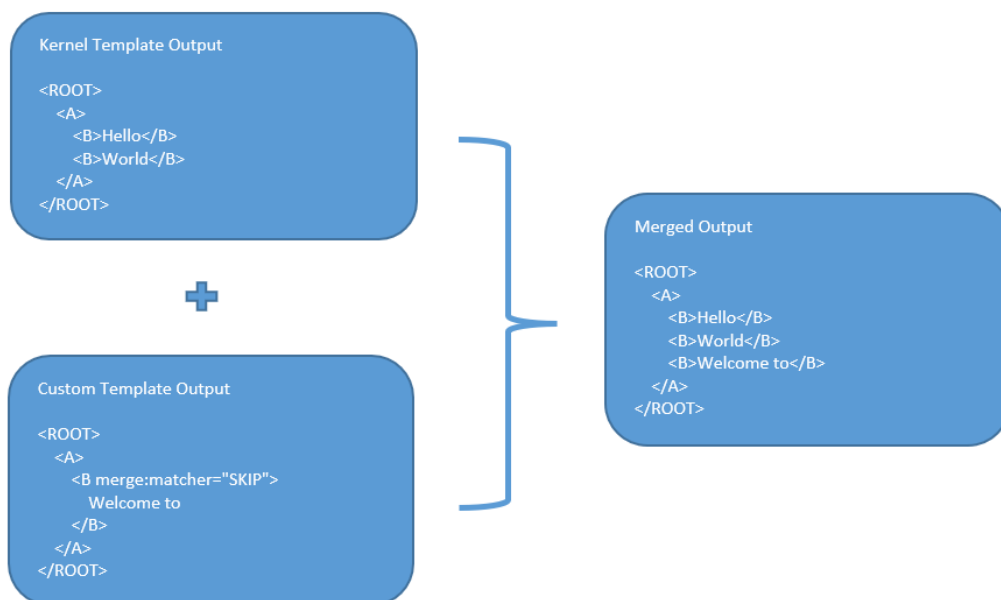 Kernel Template Output
<ROOT>
<A>
<B>Hello</B>
<B>World</B>
</A>
</ROOT>
Custom Template Output
<ROOT>
<A>
<B merge:matcher="SKIP">
Welcome to
</B>
</A>
</ROOT>
Merged Output
<ROOT>
<A>
<B>Hello</B>
<B>World</B>
<B>Welcome to</B>
</A>
</ROOT>